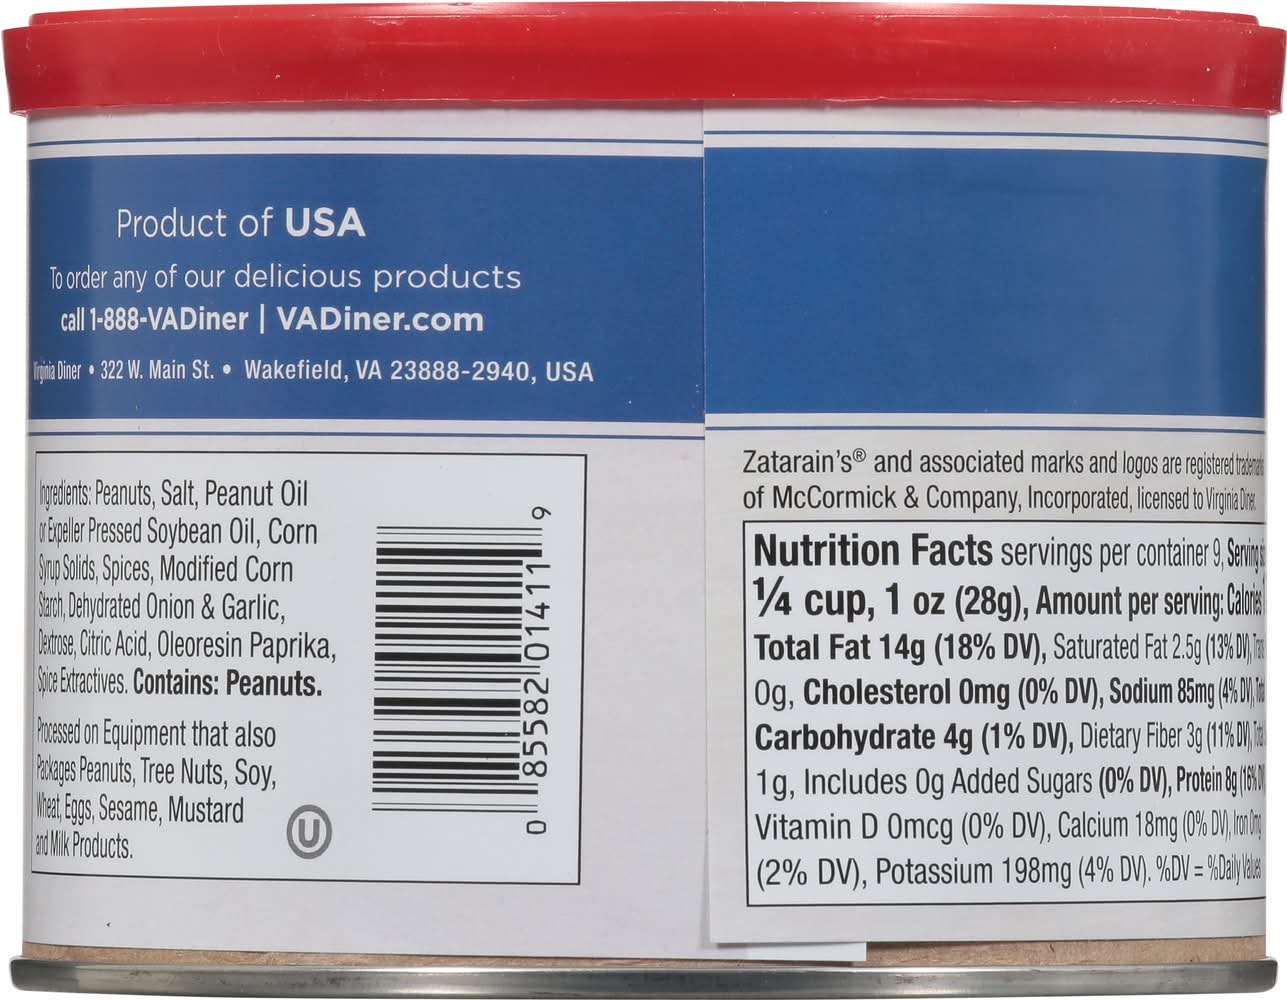 Product of USA
To order any of our delicious products
call 1-888-VADiner | VADiner.com
Virginia Diner • 322 W. Main St. • Wakefield, VA 23888-2940, USA
Ingredients: Peanuts, Salt, Peanut Oil
or Expeller Pressed Soybean Oil, Corn
Syrup Solids, Spices, Modified Corn
Starch, Dehydrated Onion & Garlic,
Dextrose, Citric Acid, Oleoresin Paprika,
Spice Extractives. Contains: Peanuts.
Processed on Equipment that also
Packages Peanuts, Tree Nuts, Soy,
Wheat, Eggs, Sesame, Mustard
and Milk Products.
U
0 85582 01411 9
Zatarain's® and associated marks and logos are registered
of McCormick & Company, Incorporated, licensed to Virginia Diner.
Nutrition Facts servings per container 9, Serving
1/4 cup, 1 oz (28g), Amount per serving: Calories
Total Fat 14g (18% DV), Saturated Fat 2.5g (13% DV),
0g, Cholesterol 0mg (0% DV), Sodium 85mg (4% DV),
Carbohydrate 4g (1% DV), Dietary Fiber 3g (11% DV),
1g, Includes 0g Added Sugars (0% DV), Protein 8g (16%
Vitamin D 0mcg (0% DV), Calcium 18mg (0% DV), Iron 0mg
(2% DV), Potassium 198mg (4% DV). %DV = %Daily Values